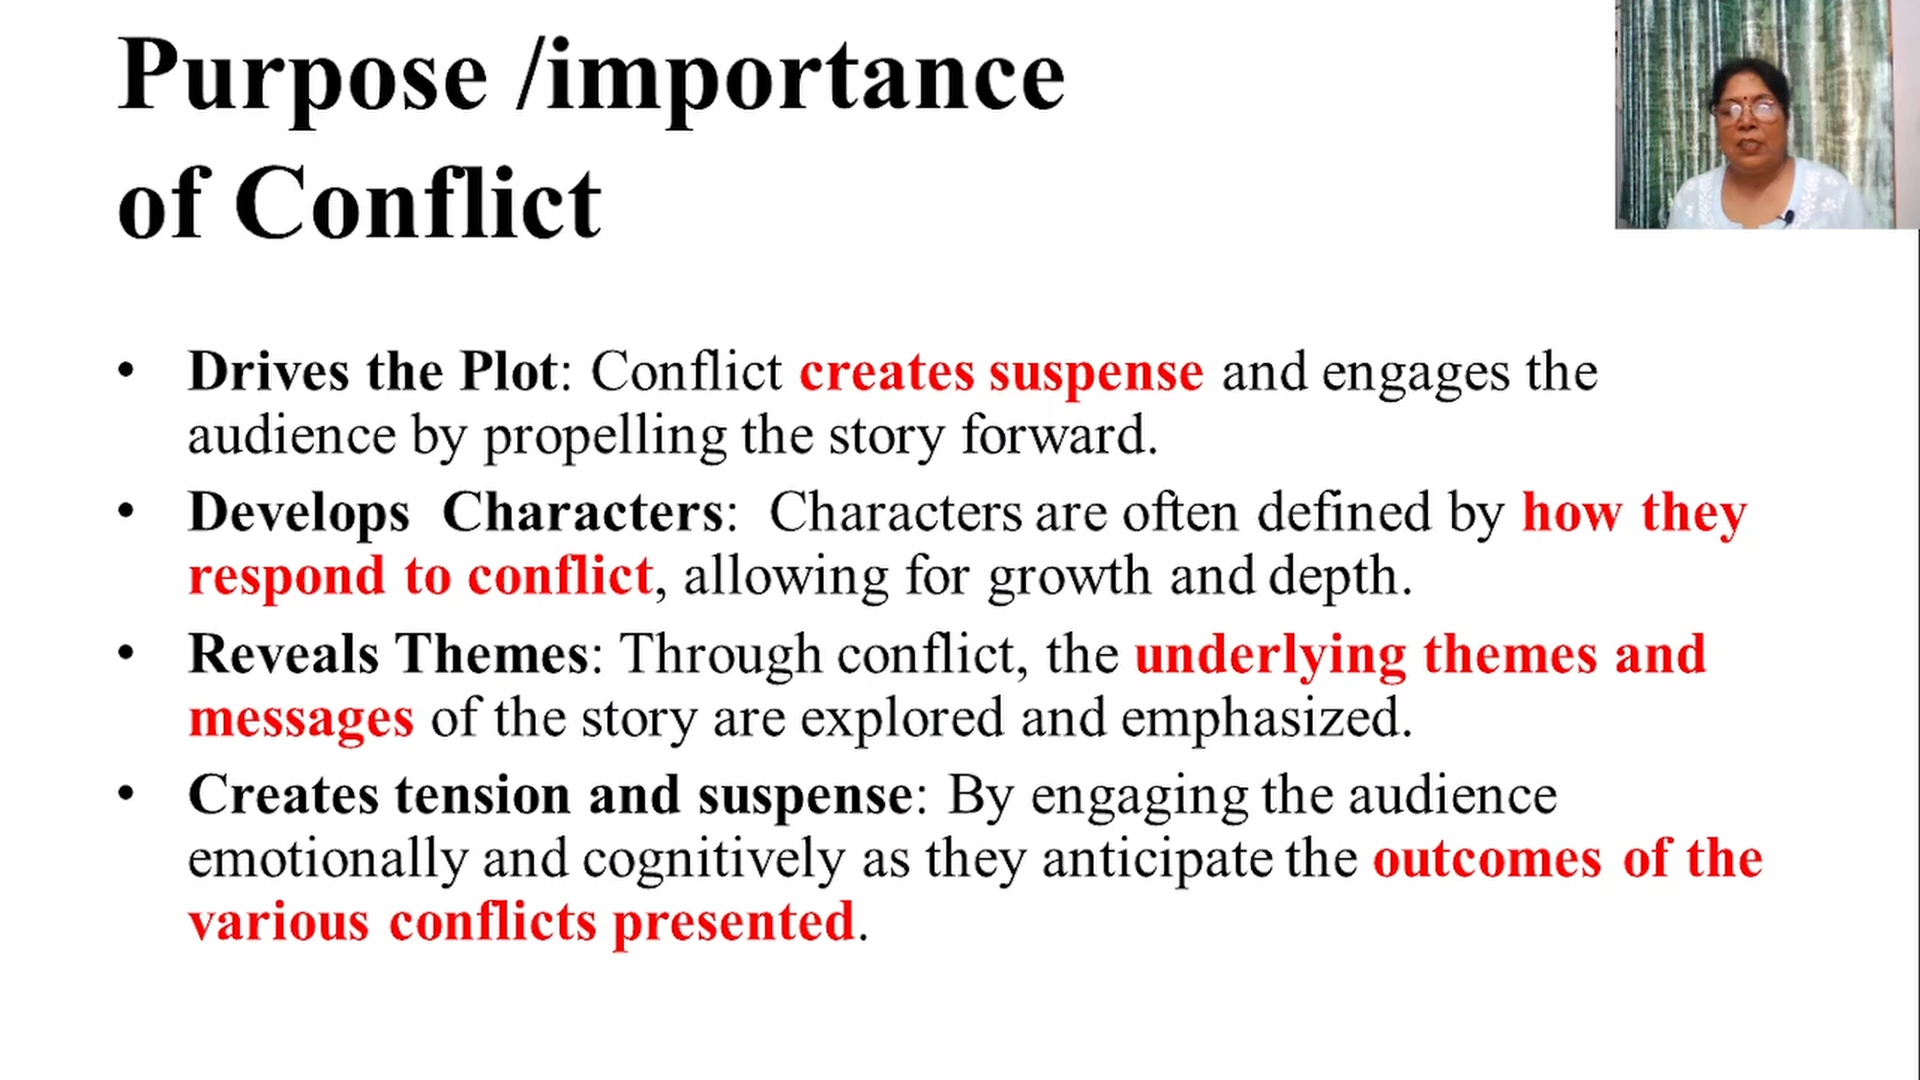 Purpose /importance
of Conflict
• Drives the Plot: Conflict creates suspense and engages the
audience by propelling the story forward.
• Develops Characters: Characters are often defined by how they
respond to conflict, allowing for growth and depth.
• Reveals Themes: Through conflict, the underlying themes and
messages of the story are explored and emphasized.
• Creates tension and suspense: By engaging the audience
emotionally and cognitively as they anticipate the outcomes of the
various conflicts presented.